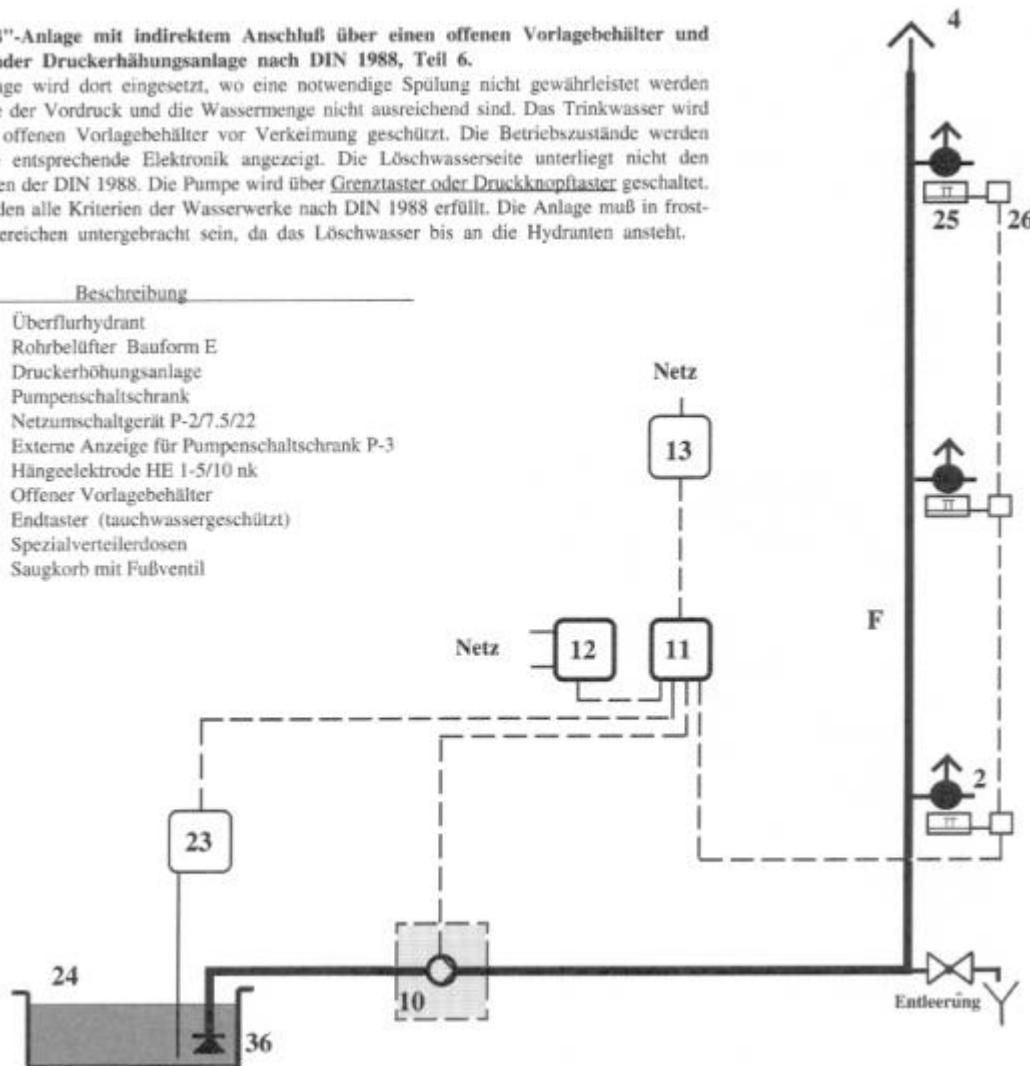 "-Anlage mit indirektem Anschluß über einen offenen Vorlagebehälter und
der Druckerhähungsanlage nach DIN 1988, Teil 6.
ge wird dort eingesetzt, wo eine notwendige Spülung nicht gewährleistet werden
e der Vordruck und die Wassermenge nicht ausreichend sind. Das Trinkwasser wird
offenen Vorlagebehälter vor Verkeimung geschützt. Die Betriebszustände werden
entsprechende Elektronik angezeigt. Die Löschwasserseite unterliegt nicht den
en der DIN 1988. Die Pumpe wird über Grenztaster oder Druckknopftaster geschaltet.
den alle Kriterien der Wasserwerke nach DIN 1988 erfüllt. Die Anlage muß in frost-
ereichen untergebracht sein, da das Löschwasser bis an die Hydranten ansteht.
Beschreibung
Überflurhydrant
Rohrbelüfter Bauform E
Druckerhöhungsanlage
Pumpenschaltschrank
Netzumschaltgerät P-2/7.5/22
Externe Anzeige für Pumpenschaltschrank P-3
Hängeelektrode HE 1-5/10 nk
Offener Vorlagebehälter
Endtaster (tauchwassergeschützt)
Spezialverteilerdosen
Saugkorb mit Fußventil
4
25 26
Netz
13
F
Netz 12 11
2
23
24
10
36
Entleerung